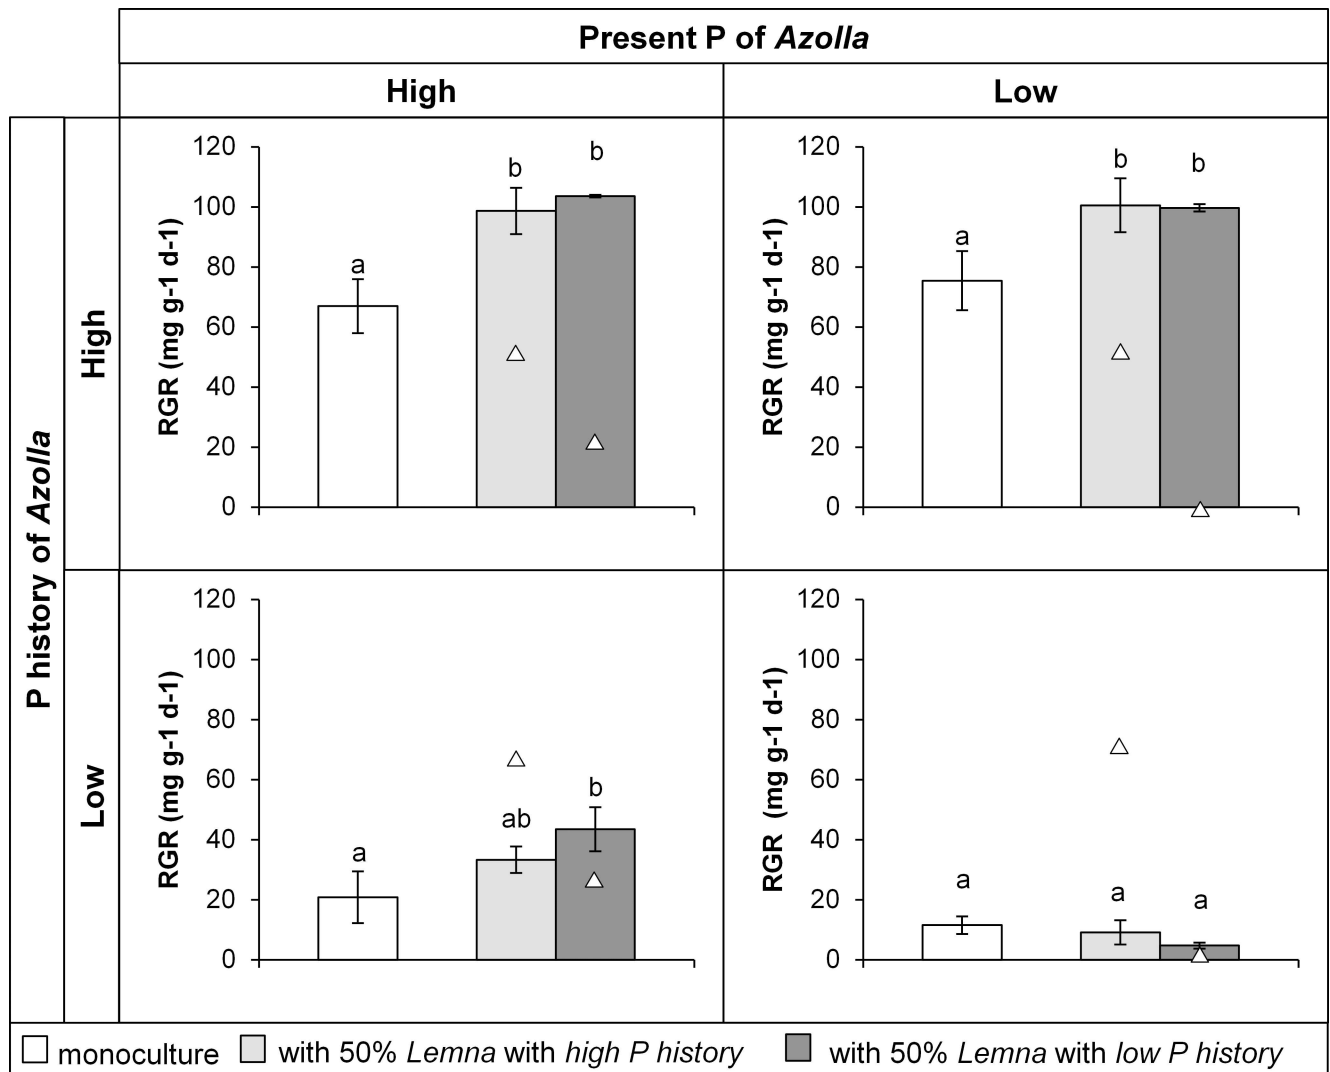 Present P of Azolla
High
Low
P history of Azolla
High
RGR (mg g-1 d-1)
120
100
80
60
40
20
0
a
b
b
RGR (mg g-1 d-1)
120
100
80
60
40
20
0
a
b
b
Low
RGR (mg g-1 d-1)
120
100
80
60
40
20
0
a
ab
b
RGR (mg g-1 d-1)
120
100
80
60
40
20
0
a
a
a
monoculture with 50% Lemna with high P history with 50% Lemna with low P history